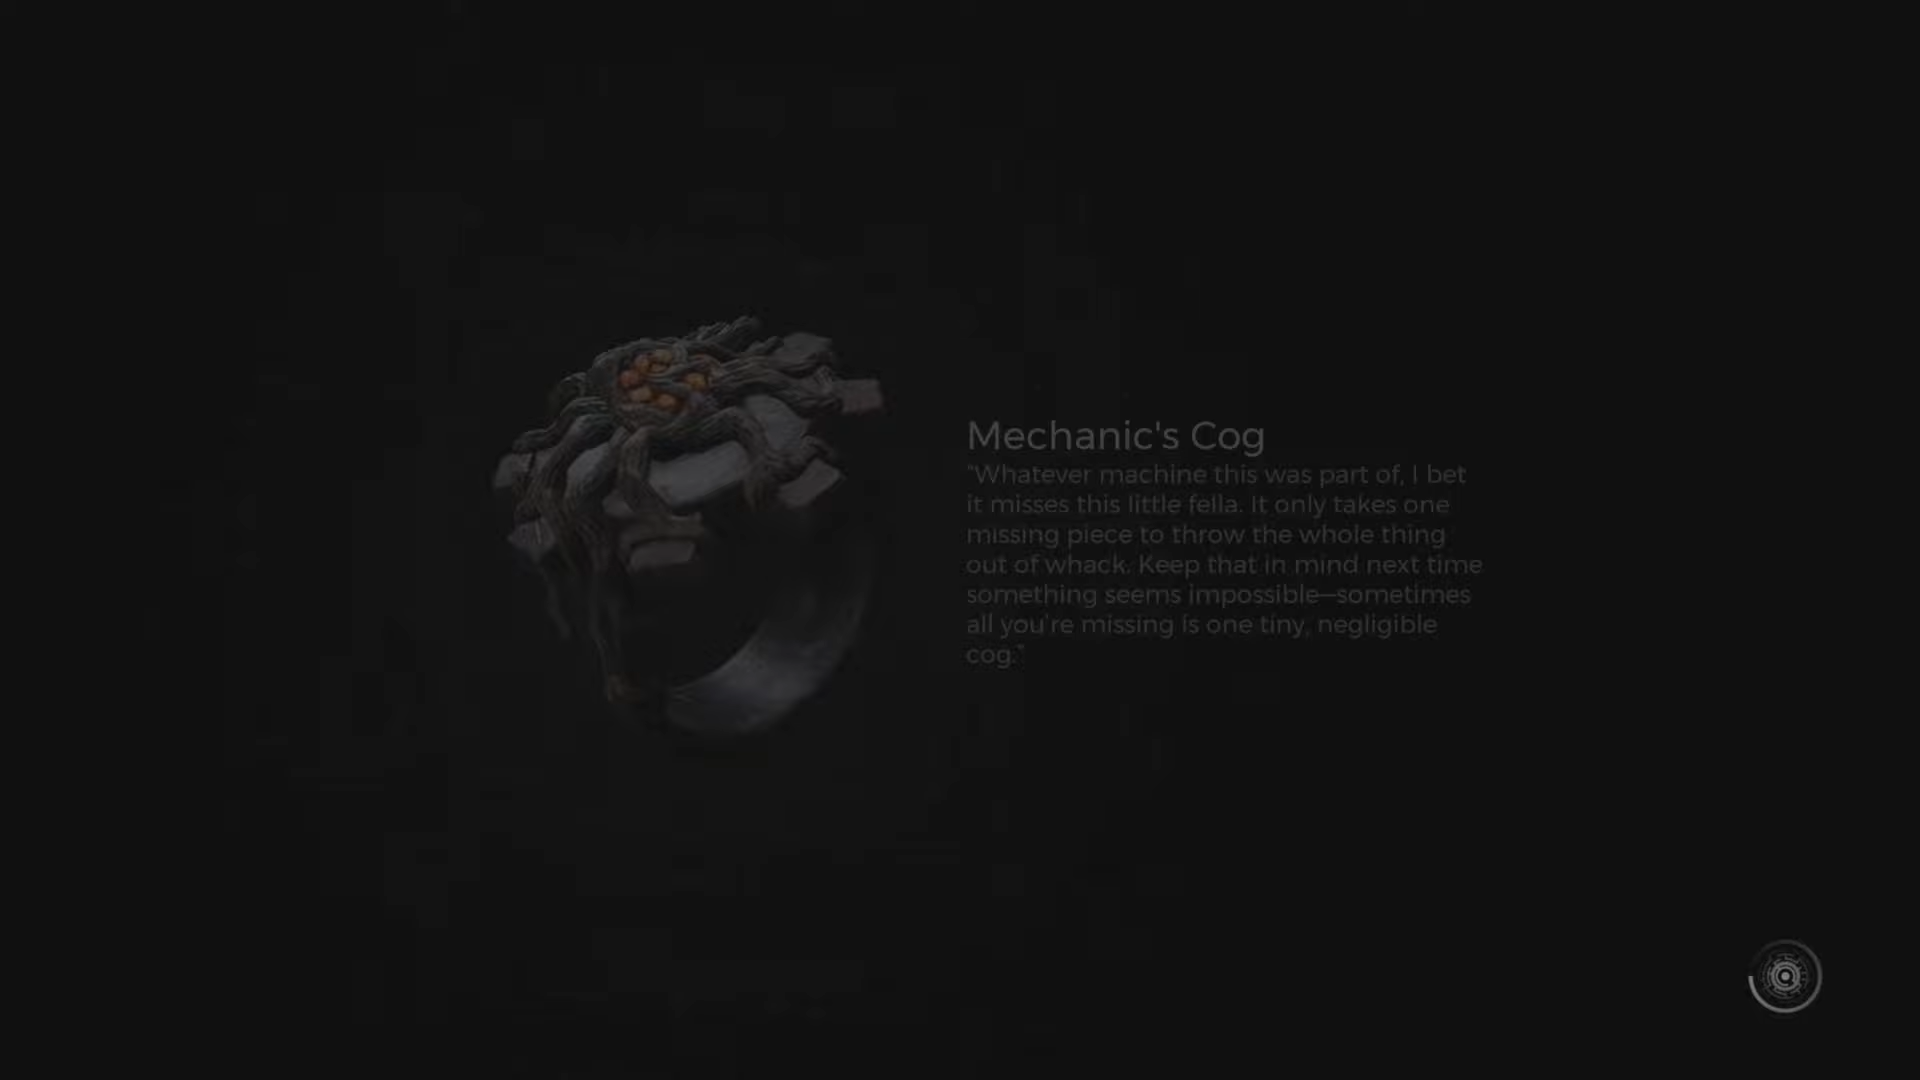 Mechanic's Cog
"Whatever machine this was part of, I bet
it misses this little fella. It only takes one
missing piece to throw the whole thing
out of whack. Keep that in mind next time
something seems impossible—sometimes
all you're missing is one tiny, negligible
cog."